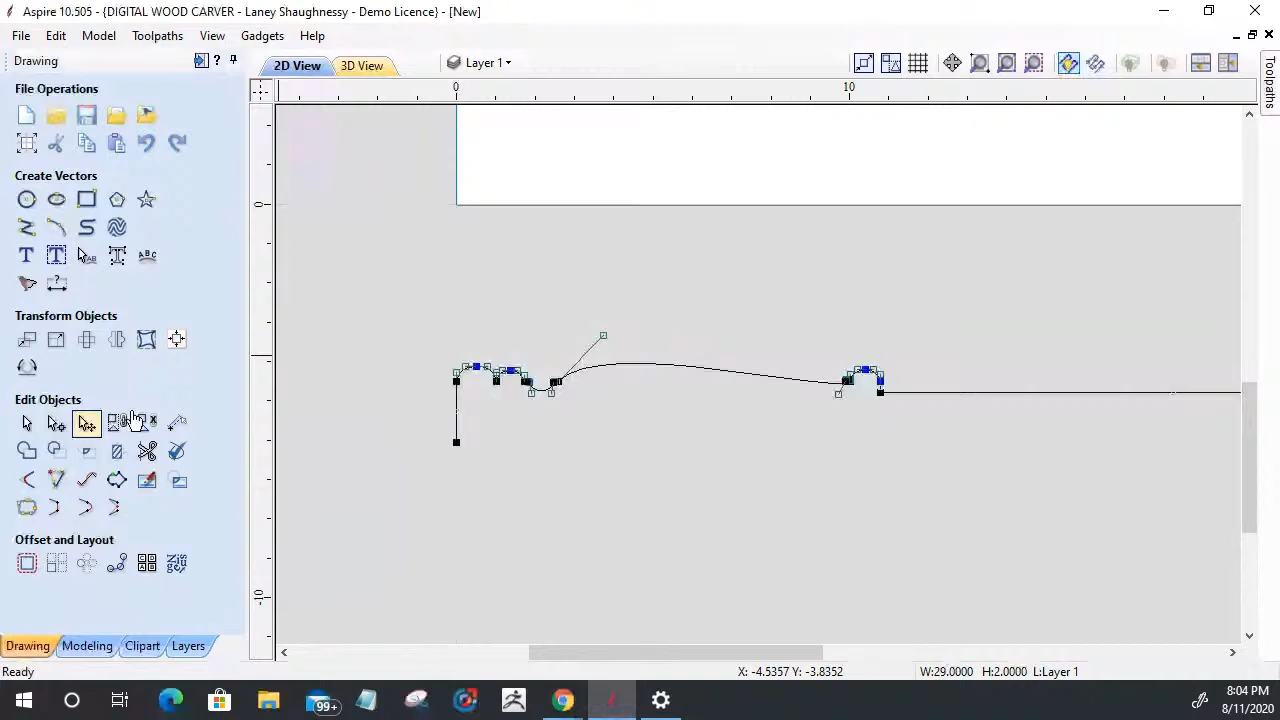 Aspire 10.505 - {DIGITAL WOOD CARVER - Laney Shaughnessy - Demo Licence} - [New]
File Edit Model Toolpaths View Gadgets Help
Drawing
2D View 3D View Layer 1
File Operations
0 10
Create Vectors
0
Transform Objects
Edit Objects
Offset and Layout
-10
Drawing Modeling Clipart Layers
Toolpaths
Ready X: -4.5357 Y: -3.8352 W:29.0000 H:2.0000 L:Layer 1
99+
8:04 PM
8/11/2020